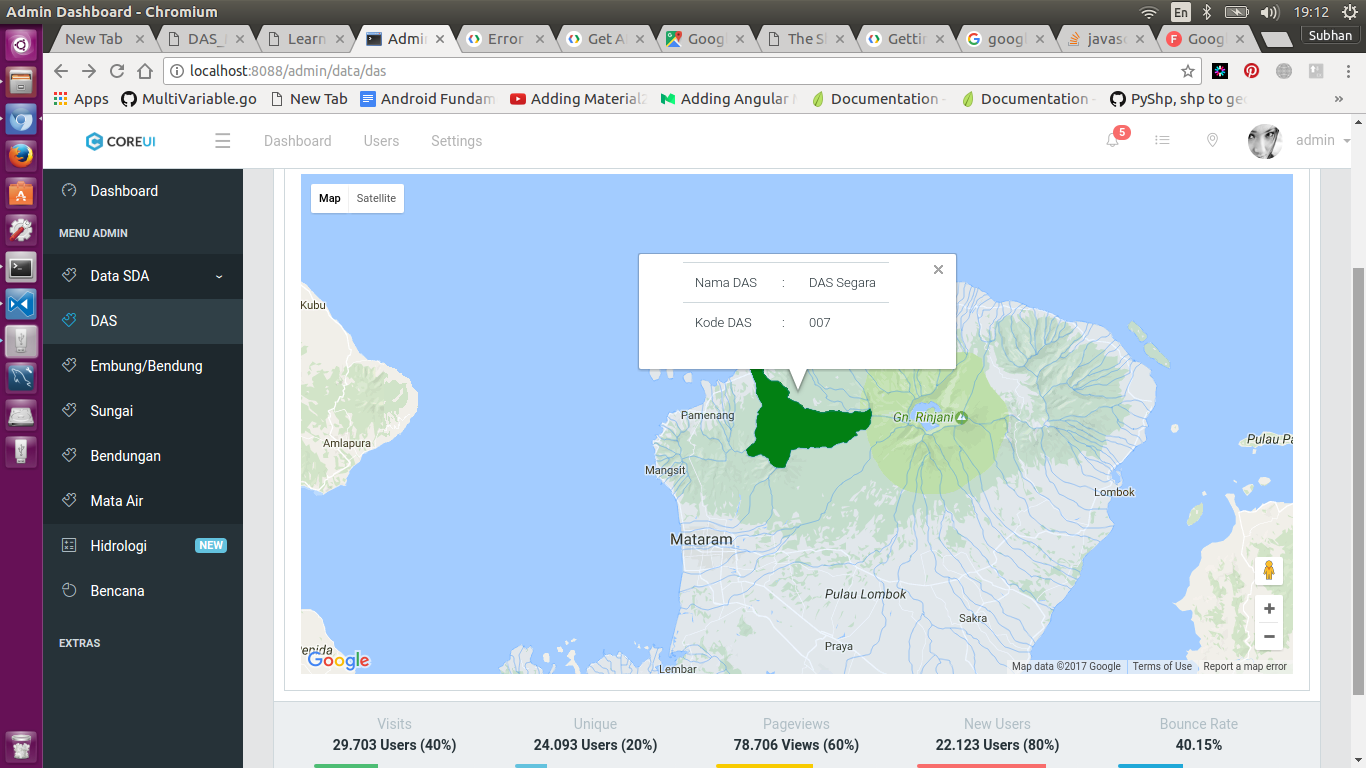 Admin Dashboard - Chromium
En
19:12
New Tab
DAS_
Learn
Admi
Error
Get A
Goog
The S
Gettin
googl
javasc
Googl
Subhan
localhost:8088/admin/data/das
Apps
MultiVariable.go
New Tab
Android Fundam
Adding Material2
Adding Angular
Documentation -
Documentation -
PyShp, shp to ge
»
COREUI
Dashboard
Users
Settings
5
admin
Dashboard
MENU ADMIN
Data SDA
DAS
Embung/Bendung
Sungai
Bendungan
Mata Air
Hidrologi
NEW
Bencana
EXTRAS
Map
Satellite
Nama DAS : DAS Segara
Kode DAS : 007
Kubu
Pamenang
Gn. Rinjani
Amlapura
Pulau Pa
Mangsit
Lombok
Mataram
Pulau Lombok
Sakra
Praya
enida
Lembar
Google
Map data ©2017 Google
Terms of Use
Report a map error
Visits
29.703 Users (40%)
Unique
24.093 Users (20%)
Pageviews
78.706 Views (60%)
New Users
22.123 Users (80%)
Bounce Rate
40.15%